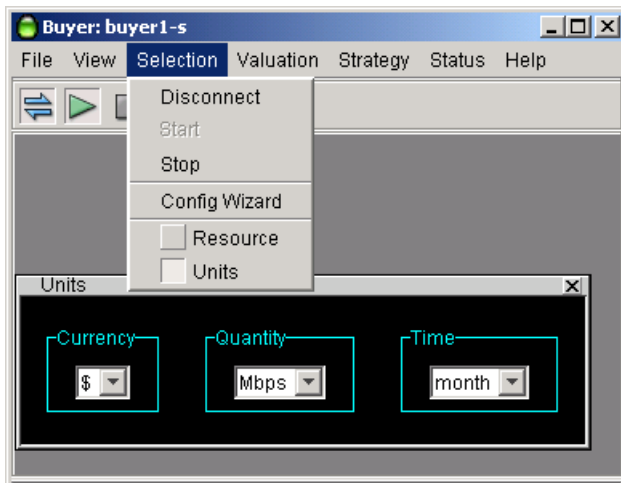 Buyer: buyer1-s
File View Selection Valuation Strategy Status Help
Disconnect
Start
Stop
Config Wizard
Resource
Units
Units
Currency Quantity Time
$ Mbps month